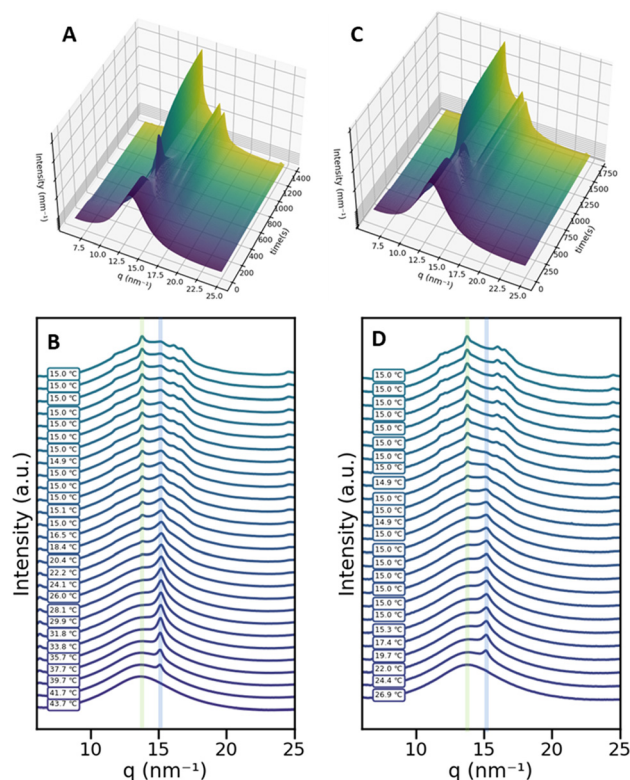 A
Intensity (mm⁻¹)
7.5
10.0
12.5
15.0
17.5
20.0
22.5
25.0
q (nm⁻¹)
0
200
400
600
800
1000
1200
1400
time(s)
C
Intensity (mm⁻¹)
7.5
10.0
12.5
15.0
17.5
20.0
22.5
25.0
q (nm⁻¹)
0
250
500
750
1000
1250
1500
1750
time(s)
B
Intensity (a.u.)
15.0 °C
15.0 °C
15.0 °C
15.0 °C
15.0 °C
15.0 °C
15.0 °C
14.9 °C
15.0 °C
15.0 °C
15.0 °C
15.1 °C
15.0 °C
16.5 °C
18.4 °C
20.4 °C
22.2 °C
24.1 °C
26.0 °C
28.1 °C
29.9 °C
31.8 °C
33.8 °C
35.7 °C
37.7 °C
39.7 °C
41.7 °C
43.7 °C
10
15
20
25
q (nm⁻¹)
D
Intensity (a.u.)
15.0 °C
15.0 °C
15.0 °C
15.0 °C
15.0 °C
15.0 °C
15.0 °C
15.0 °C
14.9 °C
15.0 °C
15.0 °C
14.9 °C
15.0 °C
15.0 °C
15.0 °C
15.0 °C
15.0 °C
15.0 °C
15.0 °C
15.3 °C
17.4 °C
19.7 °C
22.0 °C
24.4 °C
26.9 °C
10
15
20
25
q (nm⁻¹)